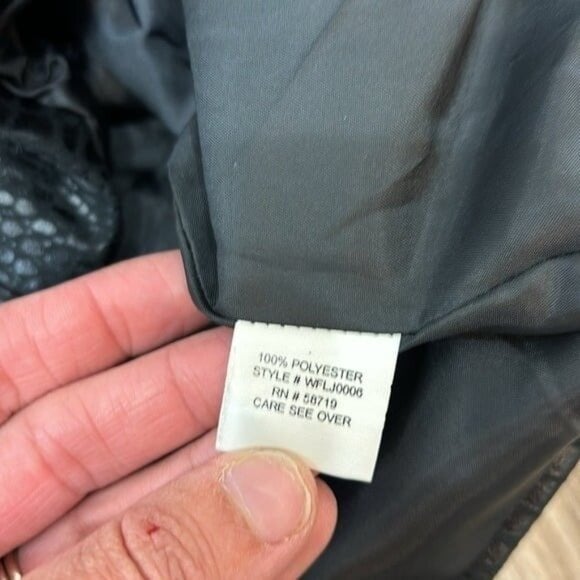 100% POLYESTER
STYLE # WFLJ0006
RN # 58719
CARE SEE OVER